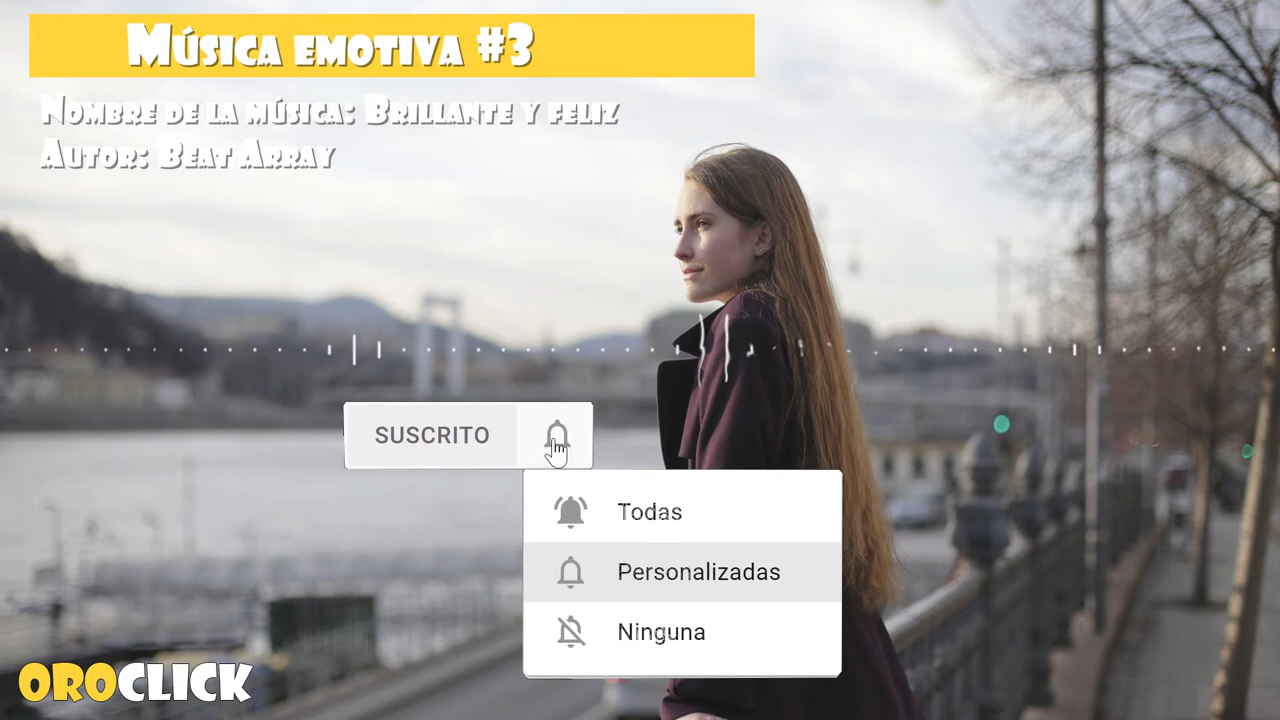 Música emotiva #3
Nombre de la música: Brillante y feliz
Autor: Beat Array
SUSCRITO
Todas
Personalizadas
Ninguna
OROCLICK